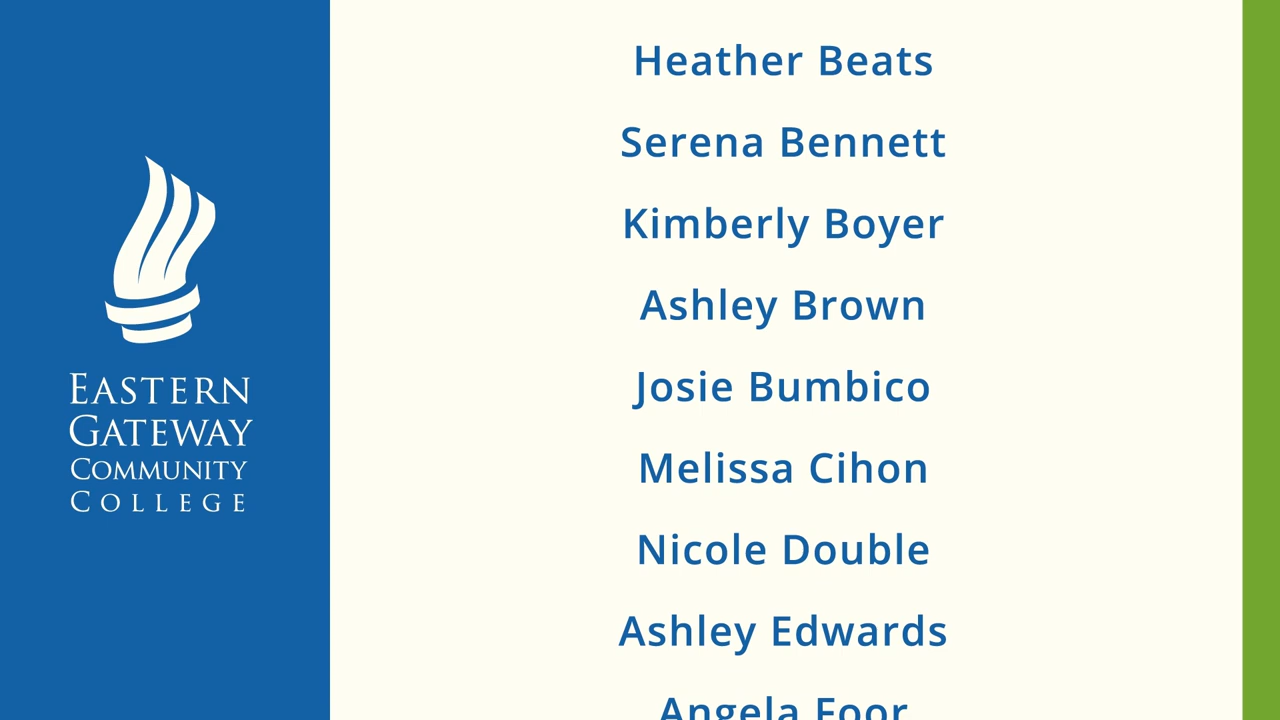 Eastern
Gateway
Community
College
Heather Beats
Serena Bennett
Kimberly Boyer
Ashley Brown
Josie Bumbico
Melissa Cihon
Nicole Double
Ashley Edwards
Angela Foor